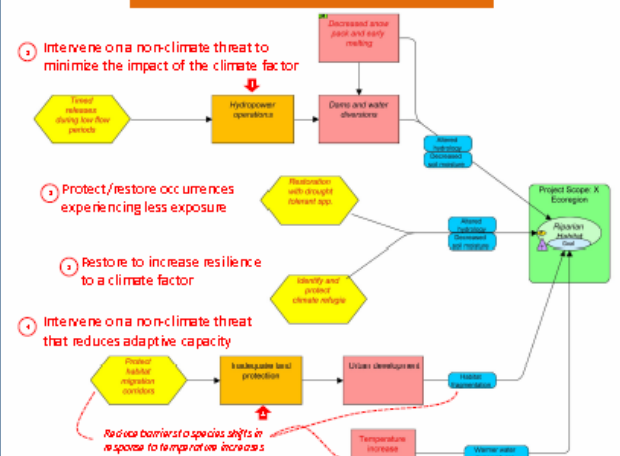 1 Intervene on a non-climate threat to
minimize the impact of the climate factor
Decreased snow
pack and early
melting
Timed
releases
during low flow
periods
Hydropower
operations
Dams and water
diversions
Altered
hydrology
Decreased
soil moisture
2 Protect/restore occurrences
experiencing less exposure
Restoration
with drought
tolerant spp.
Altered
hydrology
Decreased
soil moisture
Project Scope: X
Ecoregion
Riparian
Habitat
Goal
3 Restore to increase resilience
to a climate factor
Identify and
protect
climate refugia
4 Intervene on a non-climate threat
that reduces adaptive capacity
Protect
habitat
migration
corridors
Inadequate land
protection
Urban development
Habitat
fragmentation
Reduce barriers to species shifts in
response to temperature increases
Temperature
increase
Warmer water